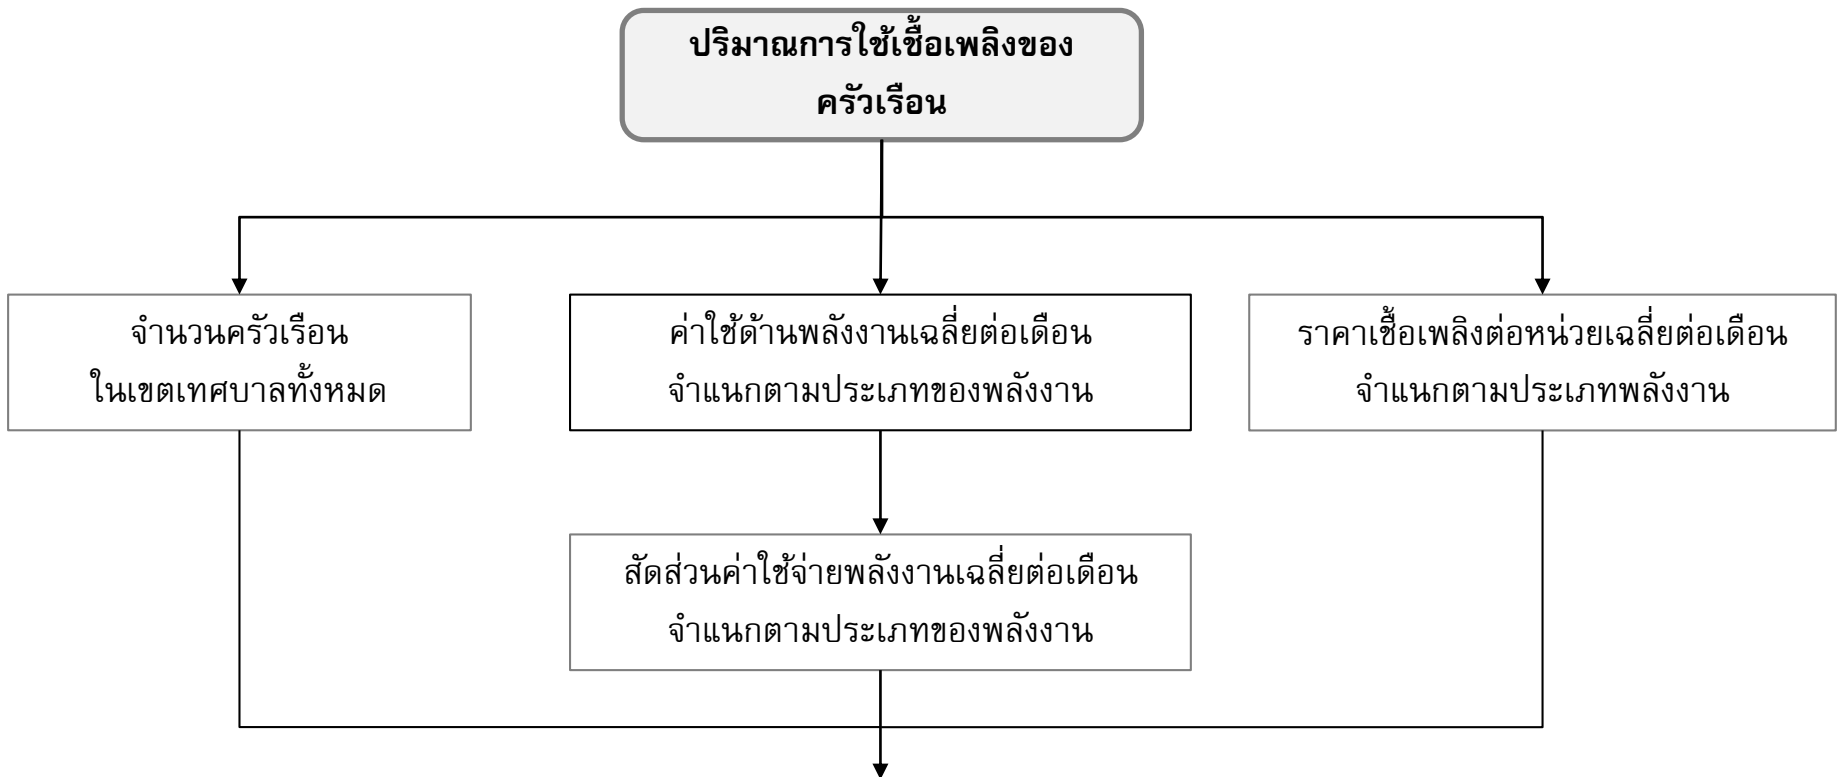 ปริมาณการใช้เชื้อเพลิงของ
ครัวเรือน
จำนวนครัวเรือน
ในเขตเทศบาลทั้งหมด
ค่าใช้ด้านพลังงานเฉลี่ยต่อเดือน
จำแนกตามประเภทของพลังงาน
ราคาเชื้อเพลิงต่อหน่วยเฉลี่ยต่อเดือน
จำแนกตามประเภทพลังงาน
สัดส่วนค่าใช้จ่ายพลังงานเฉลี่ยต่อเดือน
จำแนกตามประเภทของพลังงาน